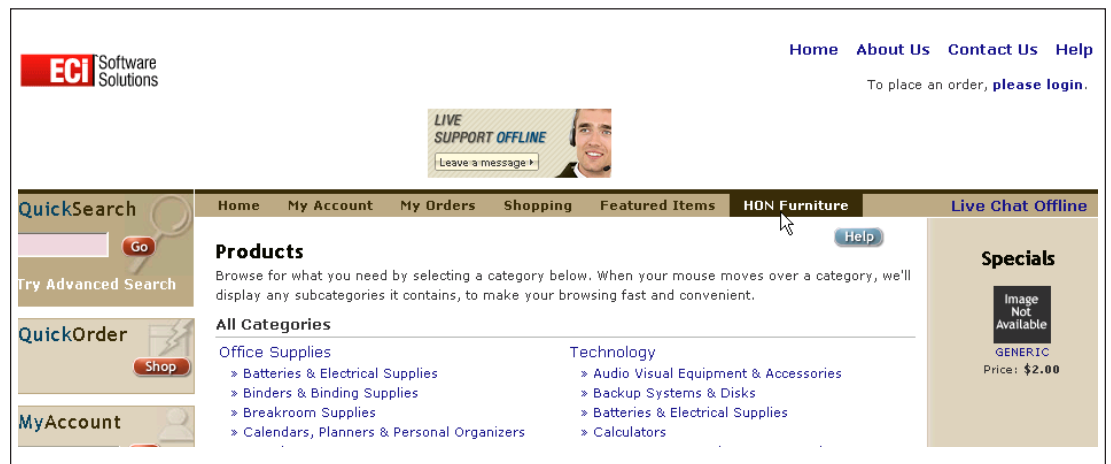 ECi Software Solutions
Home About Us Contact Us Help
To place an order, please login.
LIVE
SUPPORT OFFLINE
Leave a message
QuickSearch
Go
Try Advanced Search
QuickOrder
Shop
MyAccount
Home My Account My Orders Shopping Featured Items HON Furniture
Live Chat Offline
Help
Products
Browse for what you need by selecting a category below. When your mouse moves over a category, we'll
display any subcategories it contains, to make your browsing fast and convenient.
All Categories
Office Supplies
» Batteries & Electrical Supplies
» Binders & Binding Supplies
» Breakroom Supplies
» Calendars, Planners & Personal Organizers
Technology
» Audio Visual Equipment & Accessories
» Backup Systems & Disks
» Batteries & Electrical Supplies
» Calculators
Specials
Image
Not
Available
GENERIC
Price: $2.00